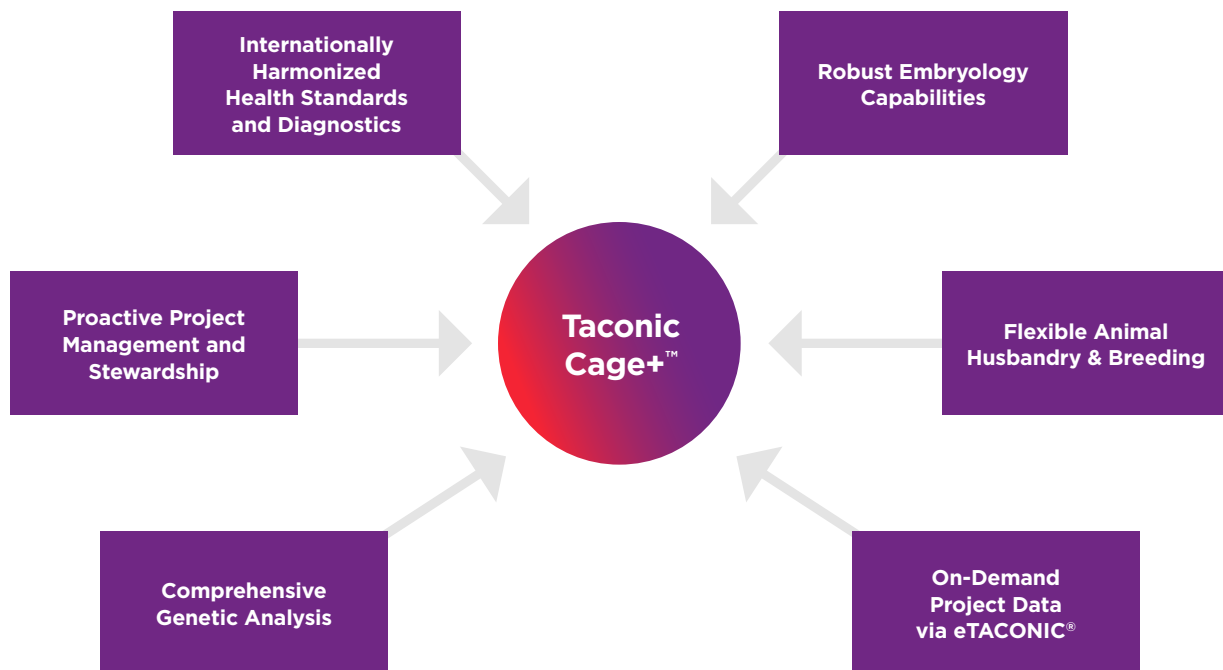 Internationally
Harmonized
Health Standards
and Diagnostics
Robust Embryology
Capabilities
Proactive Project
Management and
Stewardship
Taconic
Cage+™
Flexible Animal
Husbandry & Breeding
Comprehensive
Genetic Analysis
On-Demand
Project Data
via eTACONIC®